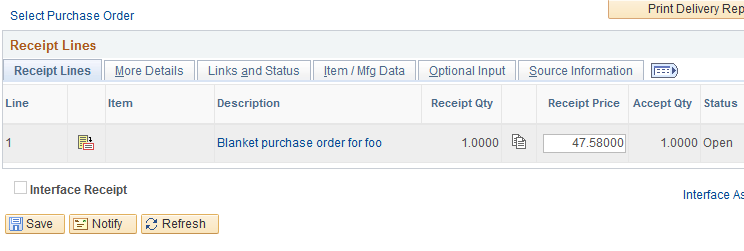 Print Delivery Rep
Select Purchase Order
Receipt Lines
Receipt Lines More Details Links and Status Item / Mfg Data Optional Input Source Information
Line Item Description Receipt Qty Receipt Price Accept Qty Status
1 Blanket purchase order for foo 1.0000 47.58000 1.0000 Open
Interface Receipt
Interface As
Save Notify Refresh